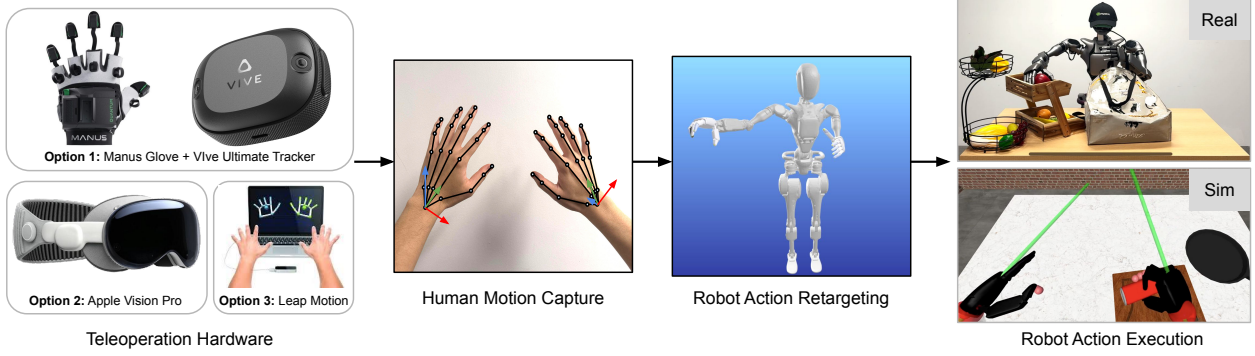 MANUS
VIVE
Option 1: Manus Glove + VIve Ultimate Tracker
Option 2: Apple Vision Pro
Option 3: Leap Motion
Teleoperation Hardware
Human Motion Capture
Robot Action Retargeting
Real
Sim
Robot Action Execution